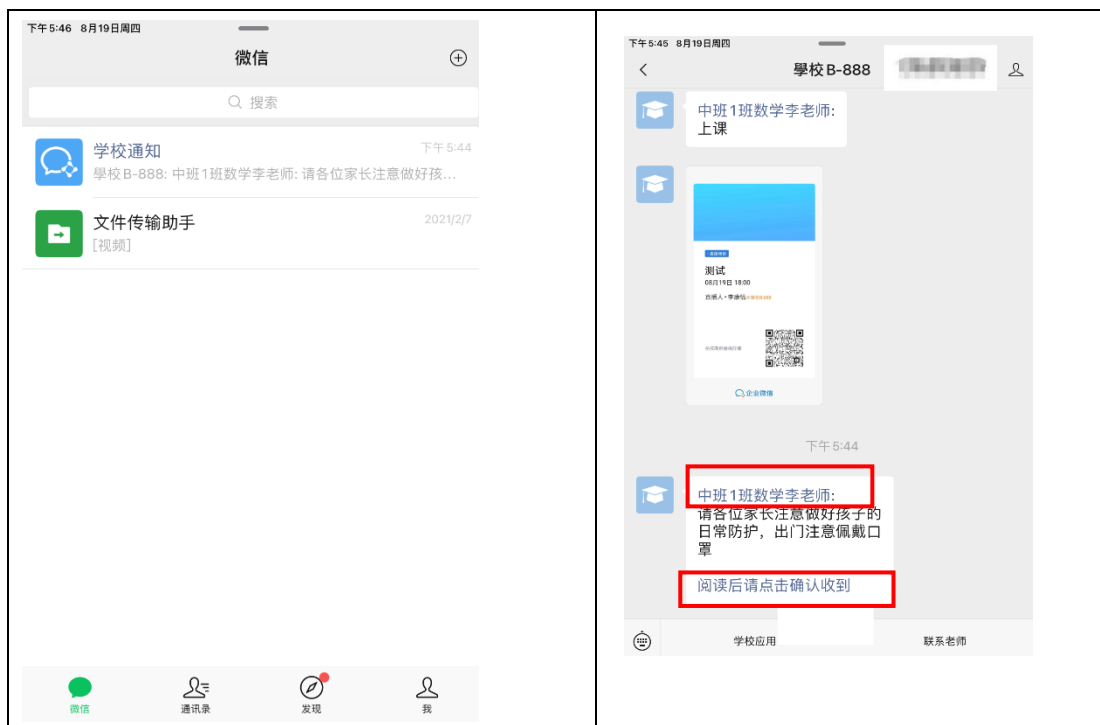 下午5:46 8月19日周四
微信
搜索
学校通知
下午5:44
學校B-888: 中班1班数学李老师: 请各位家长注意做好孩...
文件传输助手
2021/2/7
[视频]
微信
通讯录
发现
我
下午5:45 8月19日周四
學校B-888
中班1班数学李老师:
上课
测试
08月19日 18:00
企业微信
下午5:44
中班1班数学李老师:
请各位家长注意做好孩子的
日常防护，出门注意佩戴口
罩
阅读后请点击确认收到
学校应用
联系老师